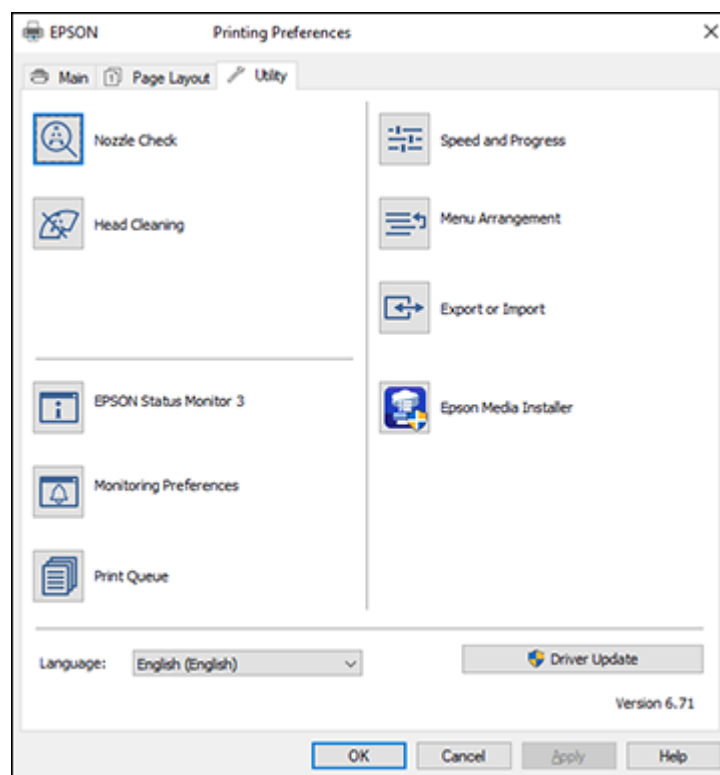 EPSON Printing Preferences
Main Page Layout Utility
Nozzle Check
Head Cleaning
EPSON Status Monitor 3
Monitoring Preferences
Print Queue
Speed and Progress
Menu Arrangement
Export or Import
Epson Media Installer
Language: English (English)
Driver Update
Version 6.71
OK Cancel Apply Help